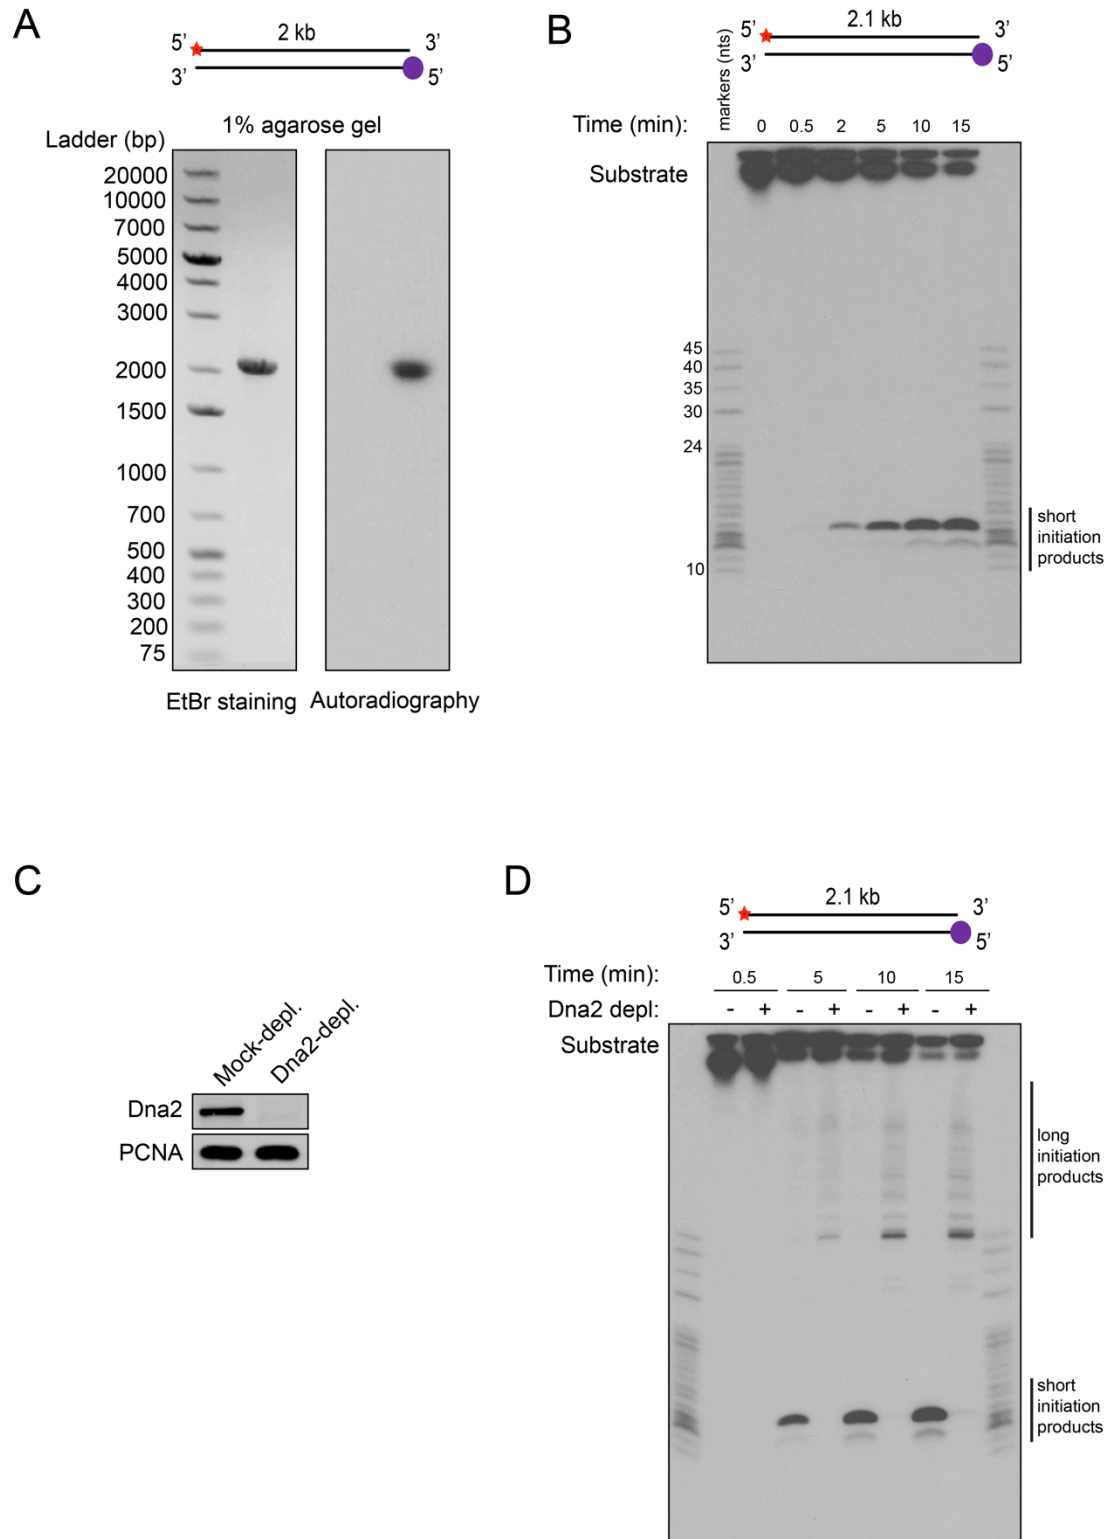 A
5' 2 kb 3'
3' 5'
1% agarose gel
Ladder (bp)
20000
10000
7000
5000
4000
3000
2000
1500
1000
700
500
400
300
200
75
EtBr staining Autoradiography
B
5' 2.1 kb 3'
3' 5'
markers (nts)
Time (min): 0 0.5 2 5 10 15
Substrate
45
40
35
30
24
10
short
initiation
products
C
Mock-depl.
Dna2-depl.
Dna2
PCNA
D
5' 2.1 kb 3'
3' 5'
Time (min): 0.5 5 10 15
Dna2 depl: - + - + - + - +
Substrate
long
initiation
products
short
initiation
products